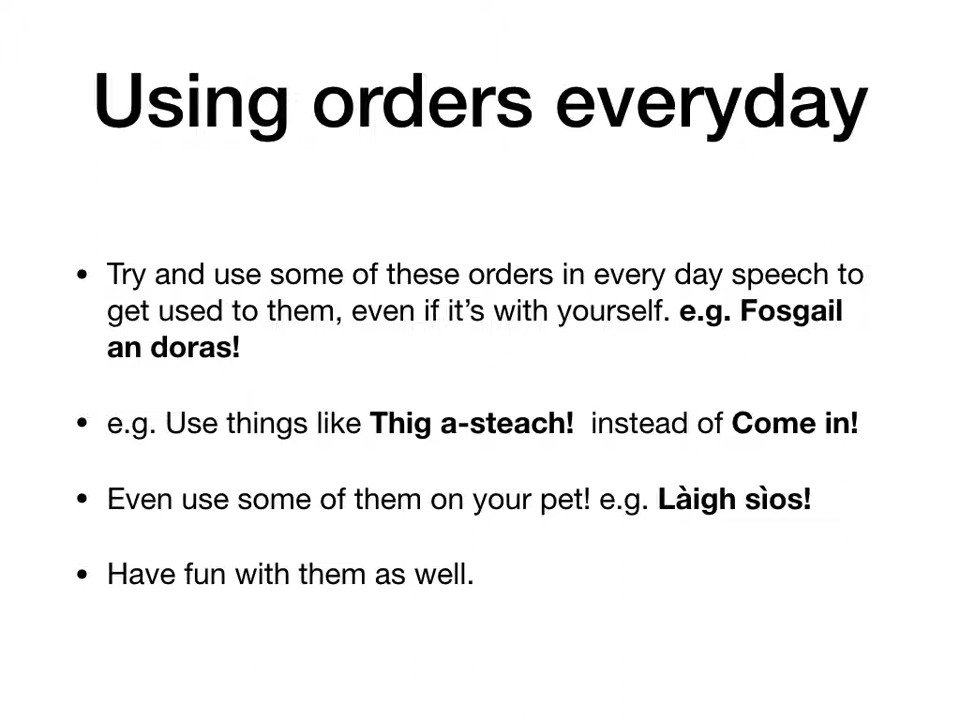 Using orders everyday
• Try and use some of these orders in every day speech to
get used to them, even if it’s with yourself. e.g. Fosgail
an doras!
• e.g. Use things like Thig a-steach!  instead of Come in!
• Even use some of them on your pet! e.g. Làigh sìos!
• Have fun with them as well.